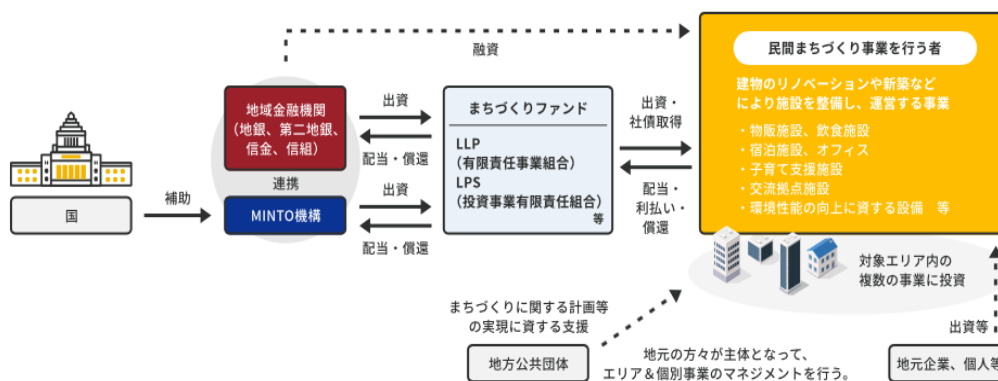 融資
民間まちづくり事業を行う者
建物のリノベーションや新築など
により施設を整備し、運営する事業
・物販施設、飲食施設
・宿泊施設、オフィス
・子育て支援施設
・交流拠点施設
・環境性能の向上に資する設備 等
地域金融機関
(地銀、第二地銀、
信金、信組)
連携
MINTO機構
国
補助
出資
配当・償還
出資
配当・償還
まちづくりファンド
LLP
(有限責任事業組合)
LPS
(投資事業有限責任組合)
等
出資・
社債取得
配当・
利払い・
償還
対象エリア内の
複数の事業に投資
まちづくりに関する計画等
の実現に資する支援
地方公共団体
地元の方々が主体となって、
エリア&個別事業のマネジメントを行う。
出資等
地元企業、個人等